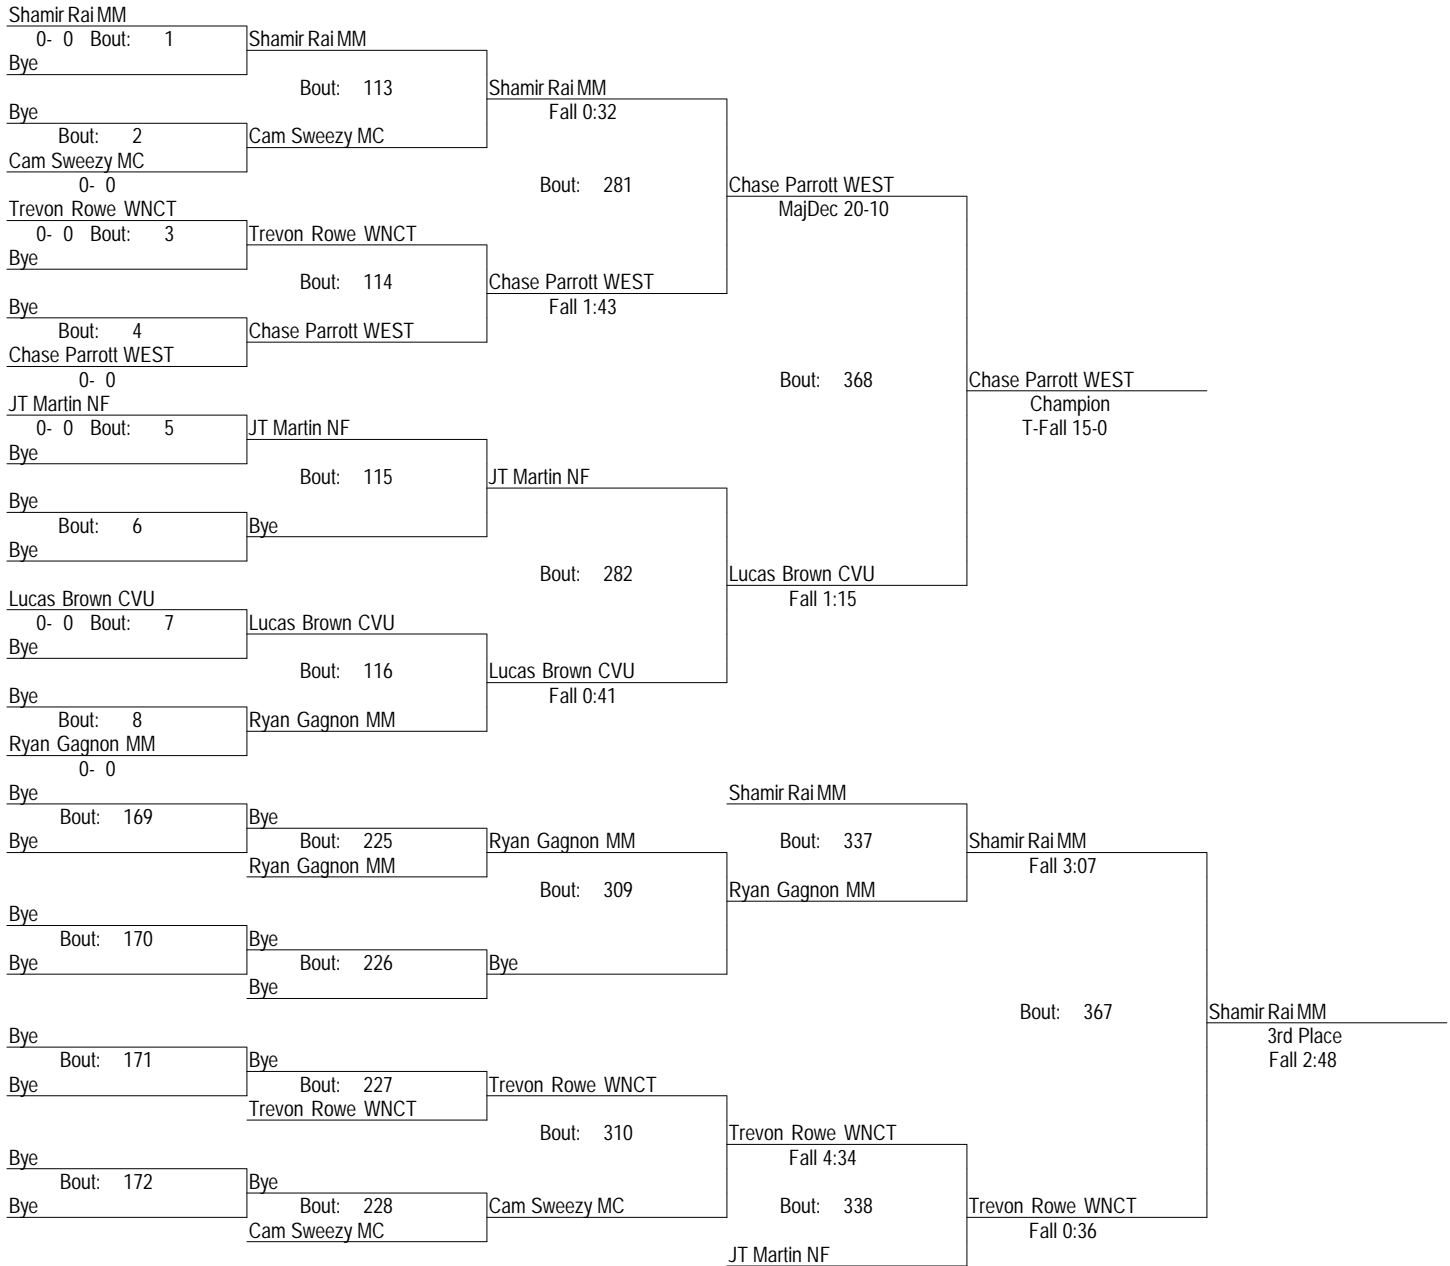 Shamir Rai MM
0- 0 Bout: 1
Shamir Rai MM
Bye
Bout: 113
Shamir Rai MM
Bye
Fall 0:32
Bout: 2
Cam Sweezy MC
Cam Sweezy MC
0- 0
Bout: 281
Chase Parrott WEST
Trevon Rowe WNCT
MajDec 20-10
0- 0 Bout: 3
Trevon Rowe WNCT
Bye
Bout: 114
Chase Parrott WEST
Bye
Fall 1:43
Bout: 4
Chase Parrott WEST
Chase Parrott WEST
0- 0
Bout: 368
Chase Parrott WEST
JT Martin NF
Champion
0- 0 Bout: 5
JT Martin NF
T-Fall 15-0
Bye
Bout: 115
JT Martin NF
Bye
Bout: 6
Bye
Bye
Bout: 282
Lucas Brown CVU
Lucas Brown CVU
Fall 1:15
0- 0 Bout: 7
Lucas Brown CVU
Bye
Bout: 116
Lucas Brown CVU
Bye
Fall 0:41
Bout: 8
Ryan Gagnon MM
Ryan Gagnon MM
0- 0
Bye
Shamir Rai MM
Bout: 169
Bye
Bye
Bout: 225
Ryan Gagnon MM
Bout: 337
Shamir Rai MM
Ryan Gagnon MM
Fall 3:07
Bout: 309
Ryan Gagnon MM
Bye
Bout: 170
Bye
Bye
Bout: 226
Bye
Bye
Bout: 367
Shamir Rai MM
Bye
3rd Place
Bout: 171
Bye
Fall 2:48
Bye
Bout: 227
Trevon Rowe WNCT
Trevon Rowe WNCT
Bout: 310
Trevon Rowe WNCT
Bye
Fall 4:34
Bout: 172
Bye
Bye
Bout: 228
Cam Sweezy MC
Bout: 338
Trevon Rowe WNCT
Cam Sweezy MC
Fall 0:36
JT Martin NF